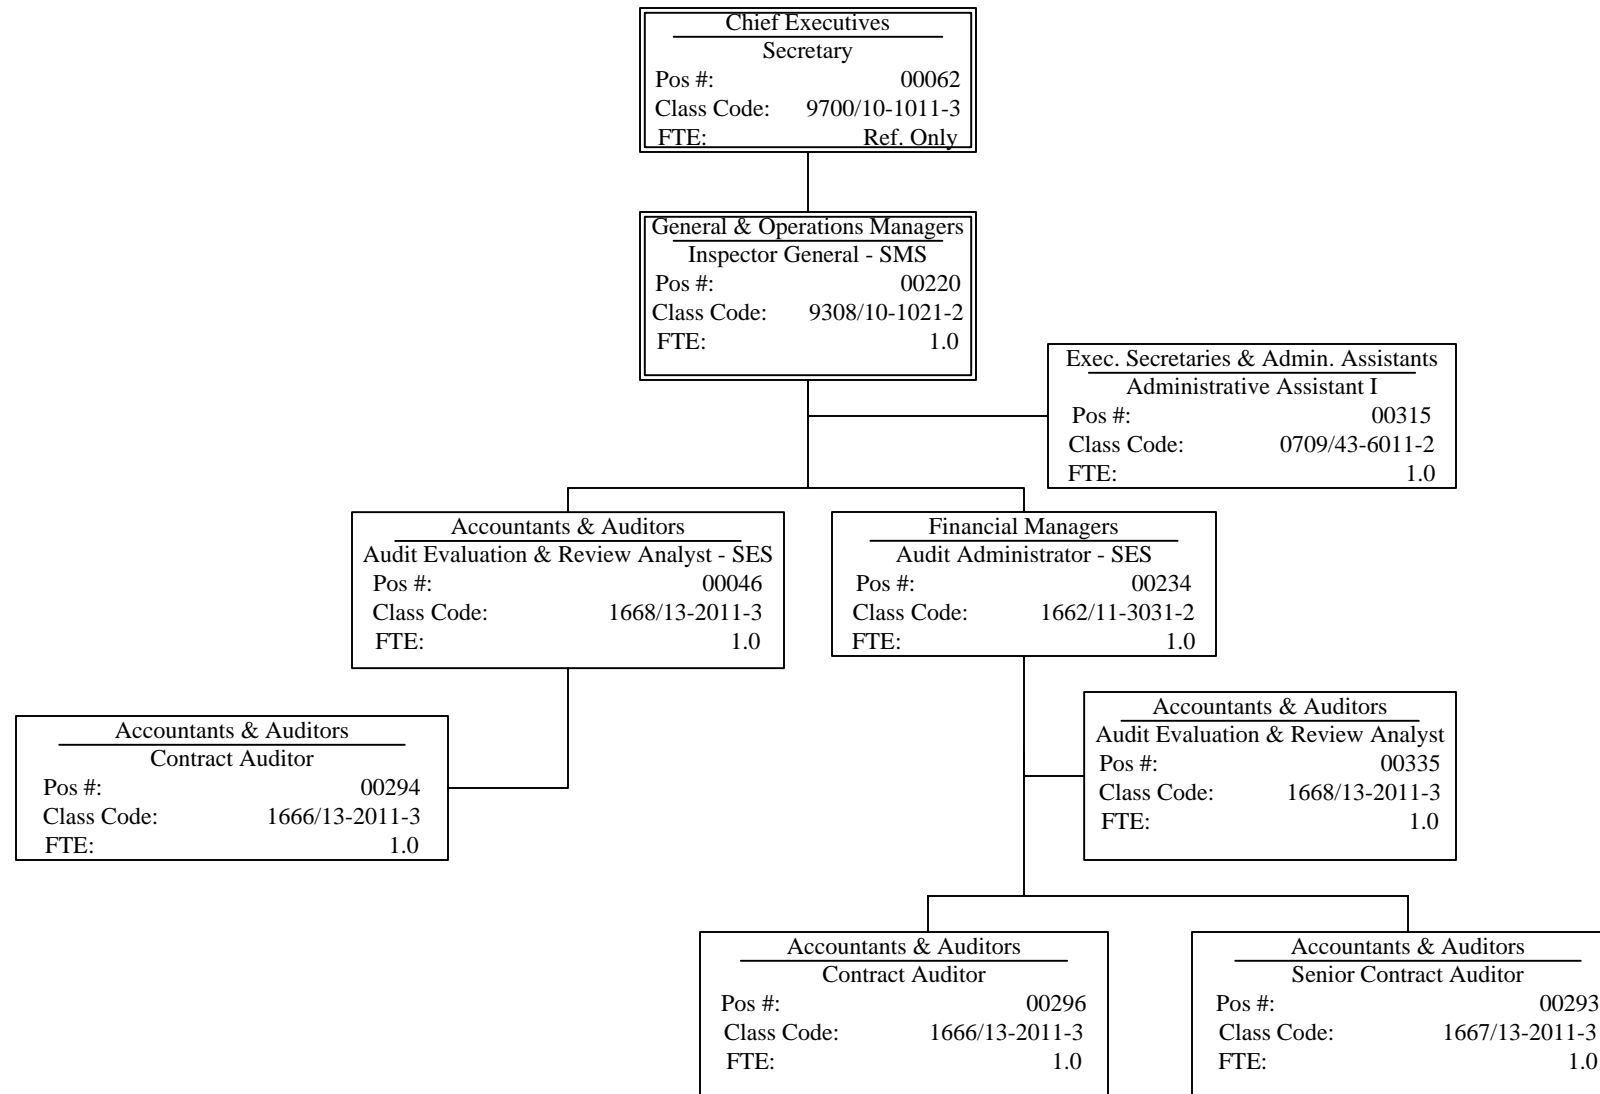 Chief Executives
Secretary
Pos #: 00062
Class Code: 9700/10-1011-3
FTE: Ref. Only
General & Operations Managers
Inspector General - SMS
Pos #: 00220
Class Code: 9308/10-1021-2
FTE: 1.0
Exec. Secretaries & Admin. Assistants
Administrative Assistant I
Pos #: 00315
Class Code: 0709/43-6011-2
FTE: 1.0
Accountants & Auditors
Audit Evaluation & Review Analyst - SES
Pos #: 00046
Class Code: 1668/13-2011-3
FTE: 1.0
Financial Managers
Audit Administrator - SES
Pos #: 00234
Class Code: 1662/11-3031-2
FTE: 1.0
Accountants & Auditors
Contract Auditor
Pos #: 00294
Class Code: 1666/13-2011-3
FTE: 1.0
Accountants & Auditors
Audit Evaluation & Review Analyst
Pos #: 00335
Class Code: 1668/13-2011-3
FTE: 1.0
Accountants & Auditors
Contract Auditor
Pos #: 00296
Class Code: 1666/13-2011-3
FTE: 1.0
Accountants & Auditors
Senior Contract Auditor
Pos #: 00293
Class Code: 1667/13-2011-3
FTE: 1.0